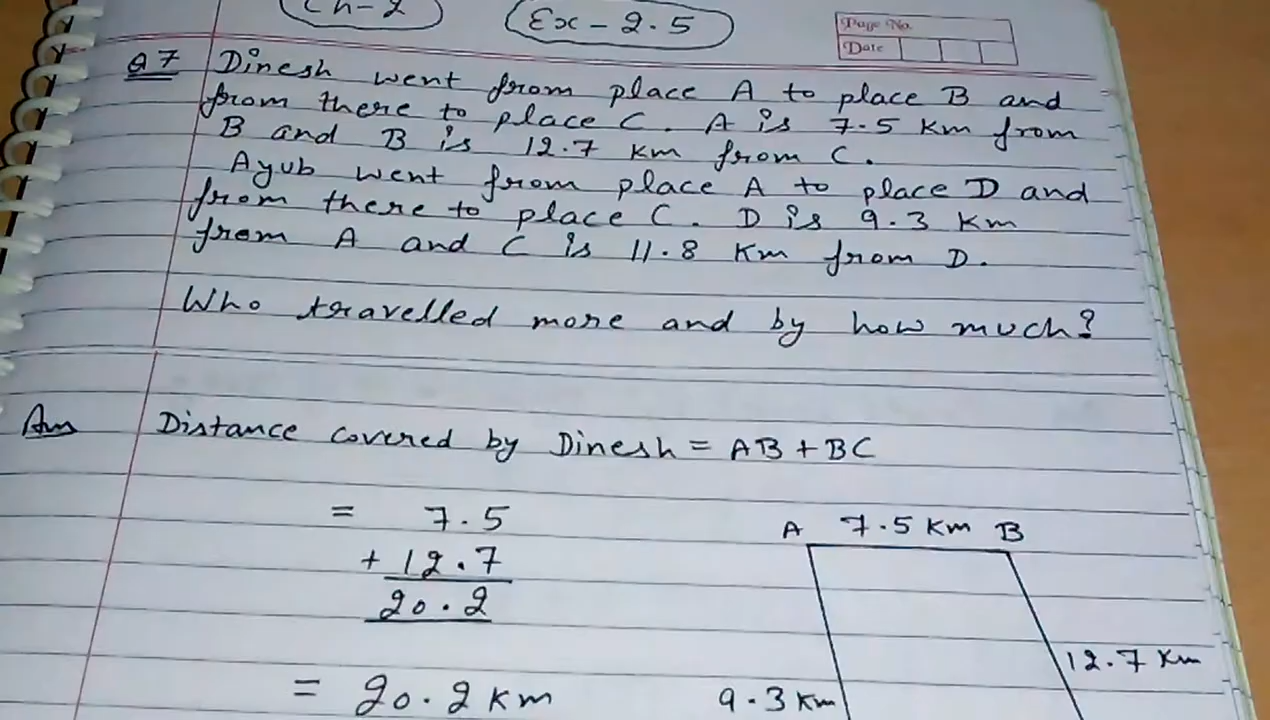 Ch-2
Ex-2.5
Page No.
Date
Q7 Dinesh went from place A to place B and
from there to place C. A is 7.5 Km from
B and B is 12.7 Km from C.
Ayub went from place A to place D and
from there to place C. D is 9.3 Km
from A and C is 11.8 Km from D.
Who travelled more and by how much?
Ans Distance covered by Dinesh = AB + BC
= 7.5
+ 12.7
20.2
= 20.2 km
A 7.5 Km B
12.7 Km
9.3 Km